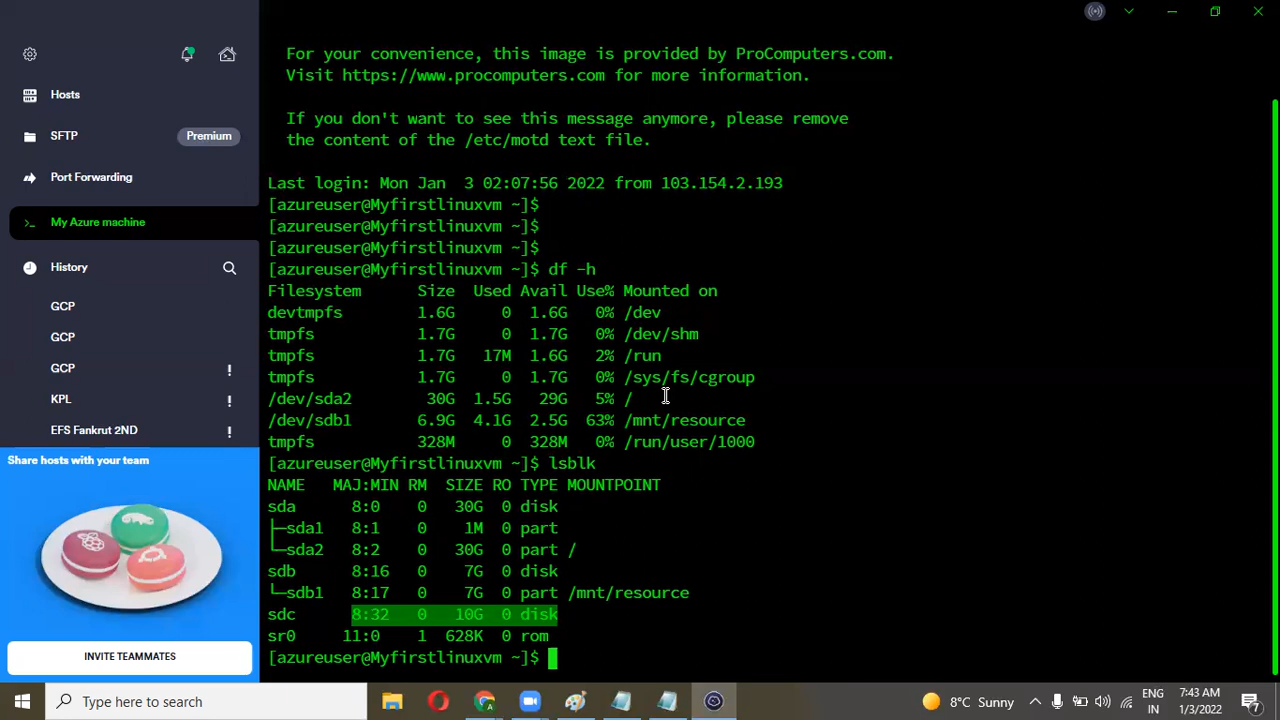 For your convenience, this image is provided by ProComputers.com.
Visit https://www.procomputers.com for more information.
If you don't want to see this message anymore, please remove
the content of the /etc/motd text file.
Last login: Mon Jan  3 02:07:56 2022 from 103.154.2.193
[azureuser@Myfirstlinuxvm ~]$
[azureuser@Myfirstlinuxvm ~]$
[azureuser@Myfirstlinuxvm ~]$
[azureuser@Myfirstlinuxvm ~]$ df -h
Filesystem      Size  Used Avail Use% Mounted on
devtmpfs        1.6G     0  1.6G   0% /dev
tmpfs           1.7G     0  1.7G   0% /dev/shm
tmpfs           1.7G   17M  1.6G   2% /run
tmpfs           1.7G     0  1.7G   0% /sys/fs/cgroup
/dev/sda2        30G  1.5G   29G   5% /
/dev/sdb1       6.9G  4.1G  2.5G  63% /mnt/resource
tmpfs           328M     0  328M   0% /run/user/1000
[azureuser@Myfirstlinuxvm ~]$ lsblk
NAME   MAJ:MIN RM  SIZE RO TYPE MOUNTPOINT
sda      8:0    0   30G  0 disk
├─sda1   8:1    0    1M  0 part
└─sda2   8:2    0   30G  0 part /
sdb      8:16   0    7G  0 disk
└─sdb1   8:17   0    7G  0 part /mnt/resource
sdc      8:32   0   10G  0 disk
sr0     11:0    1  628K  0 rom
[azureuser@Myfirstlinuxvm ~]$
Hosts
SFTP Premium
Port Forwarding
My Azure machine
History
GCP
GCP
GCP !
KPL !
EFS Fankrut 2ND !
Share hosts with your team
INVITE TEAMMATES
Type here to search
8°C Sunny
ENG
IN
7:43 AM
1/3/2022
7